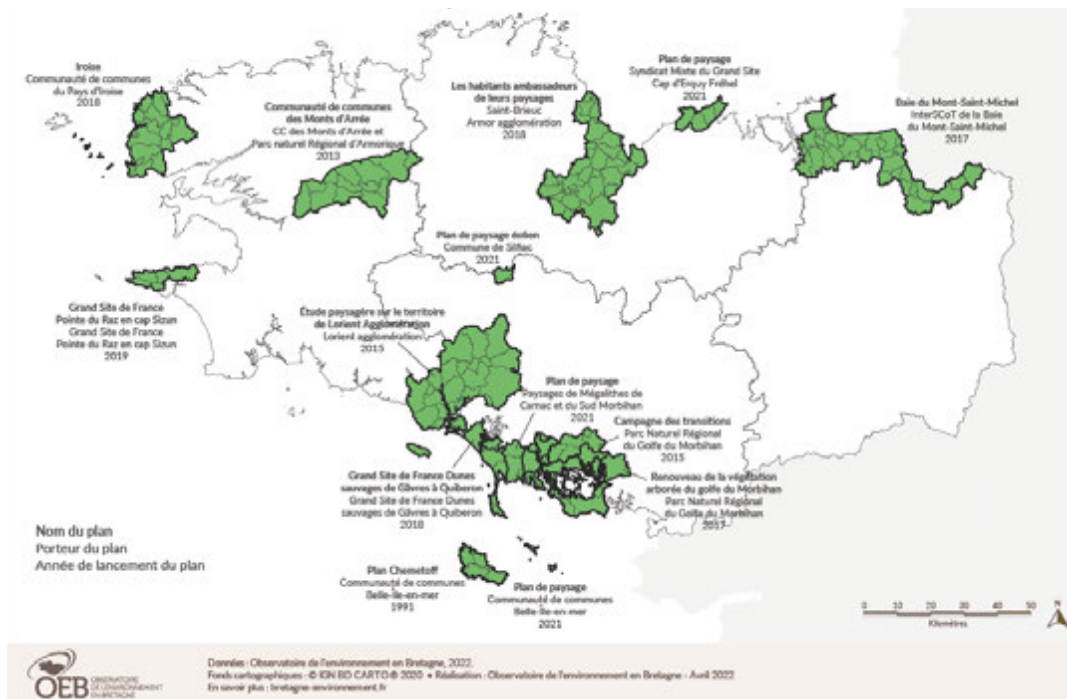 Iroise
Communauté de communes
du Pays d'Iroise
2018
Communauté de communes
des Monts d'Arrée
CC des Monts d'Arrée et
Parc naturel Régional d'Armorique
2013
Les habitants ambassadeurs
de leurs paysages
Saint-Brieuc
Armor agglomération
2018
Plan de paysage
Syndicat Mixte du Grand Site
Cap d'Erquy Fréhel
2021
Baie du Mont-Saint-Michel
InterSCoT de la Baie
du Mont-Saint-Michel
2017
Plan de paysage éolien
Commune de Silfiac
2021
Grand Site de France
Pointe du Raz en cap Sizun
Grand Site de France
Pointe du Raz en cap Sizun
2019
Étude paysagère sur le territoire
de Lorient Agglomération
Lorient agglomération
2015
Plan de paysage
Paysages de Mégalithes de
Carnac et du Sud Morbihan
2021
Campagne des transitions
Parc Naturel Régional
du Golfe du Morbihan
2015
Grand Site de France Dunes
sauvages de Gâvres à Quiberon
Grand Site de France Dunes
sauvages de Gâvres à Quiberon
2018
Renouveau de la végétation
arborée du golfe du Morbihan
Parc Naturel Régional
du Golfe du Morbihan
2017
Nom du plan
Porteur du plan
Année de lancement du plan
Plan Chemetoff
Communauté de communes
Belle-île-en-mer
1991
Plan de paysage
Communauté de communes
Belle-île-en-mer
2021
0 10 20 30 40 50
Kilomètres
N
OEB
OBSERVATOIRE
DE L'ENVIRONNEMENT
EN BRETAGNE
Données : Observatoire de l'environnement en Bretagne, 2022.
Fonds cartographiques : © IGN BD CARTO® 2020 • Réalisation : Observatoire de l'environnement en Bretagne - Avril 2022
En savoir plus : bretagne-environnement.fr